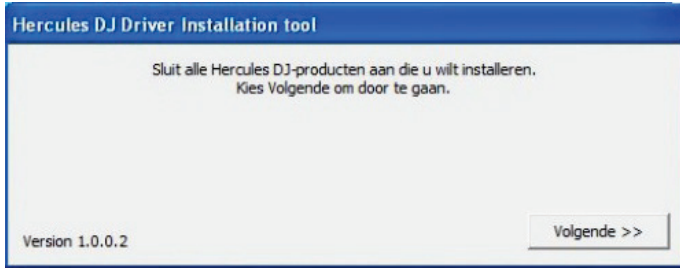 Hercules DJ Driver Installation tool
Sluit alle Hercules DJ-producten aan die u wilt installeren.
Kies Volgende om door te gaan.
Volgende >>
Version 1.0.0.2